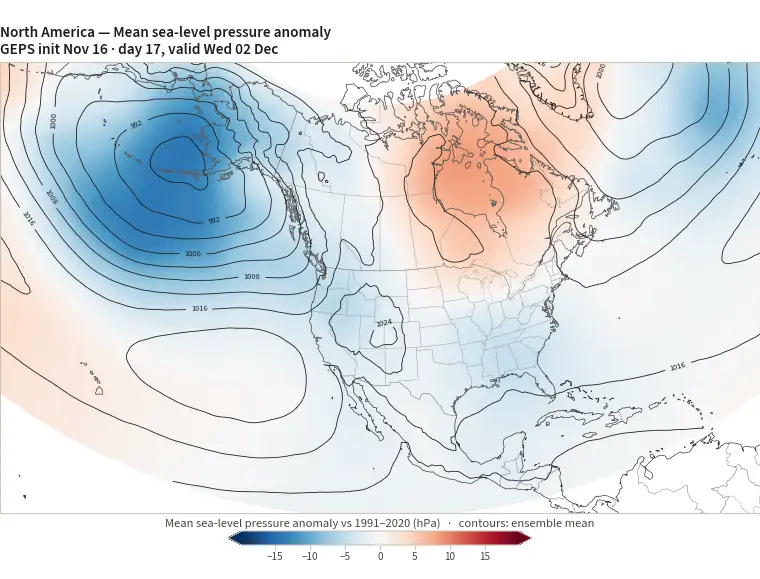 North America — Mean sea-level pressure anomaly
GEPS init Nov 16 · day 17, valid Wed 02 Dec
1000
992
1000
1008
1016
992
1000
1008
1016
1024
1016
Mean sea-level pressure anomaly vs 1991–2020 (hPa) · contours: ensemble mean
−15 −10 −5 0 5 10 15